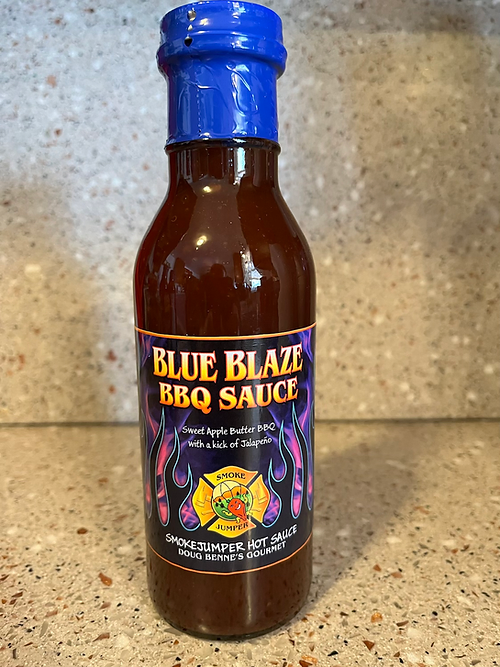 BLUE BLAZE
BBQ SAUCE
Sweet Apple Butter BBQ
with a kick of Jalapeño
SMOKE
JUMPER
SMOKEJUMPER HOT SAUCE
DOUG BENNE'S GOURMET